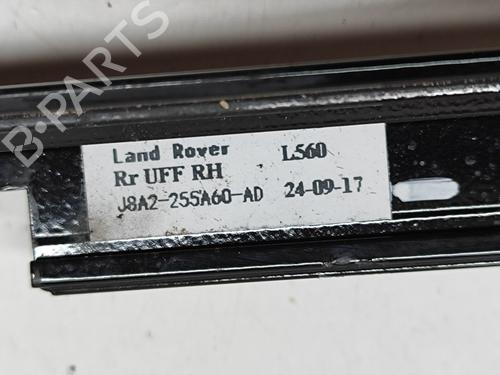 B-PARTS
Land Rover L560
Rr UFF RH
J8A2-255A60-AD 24-09-17